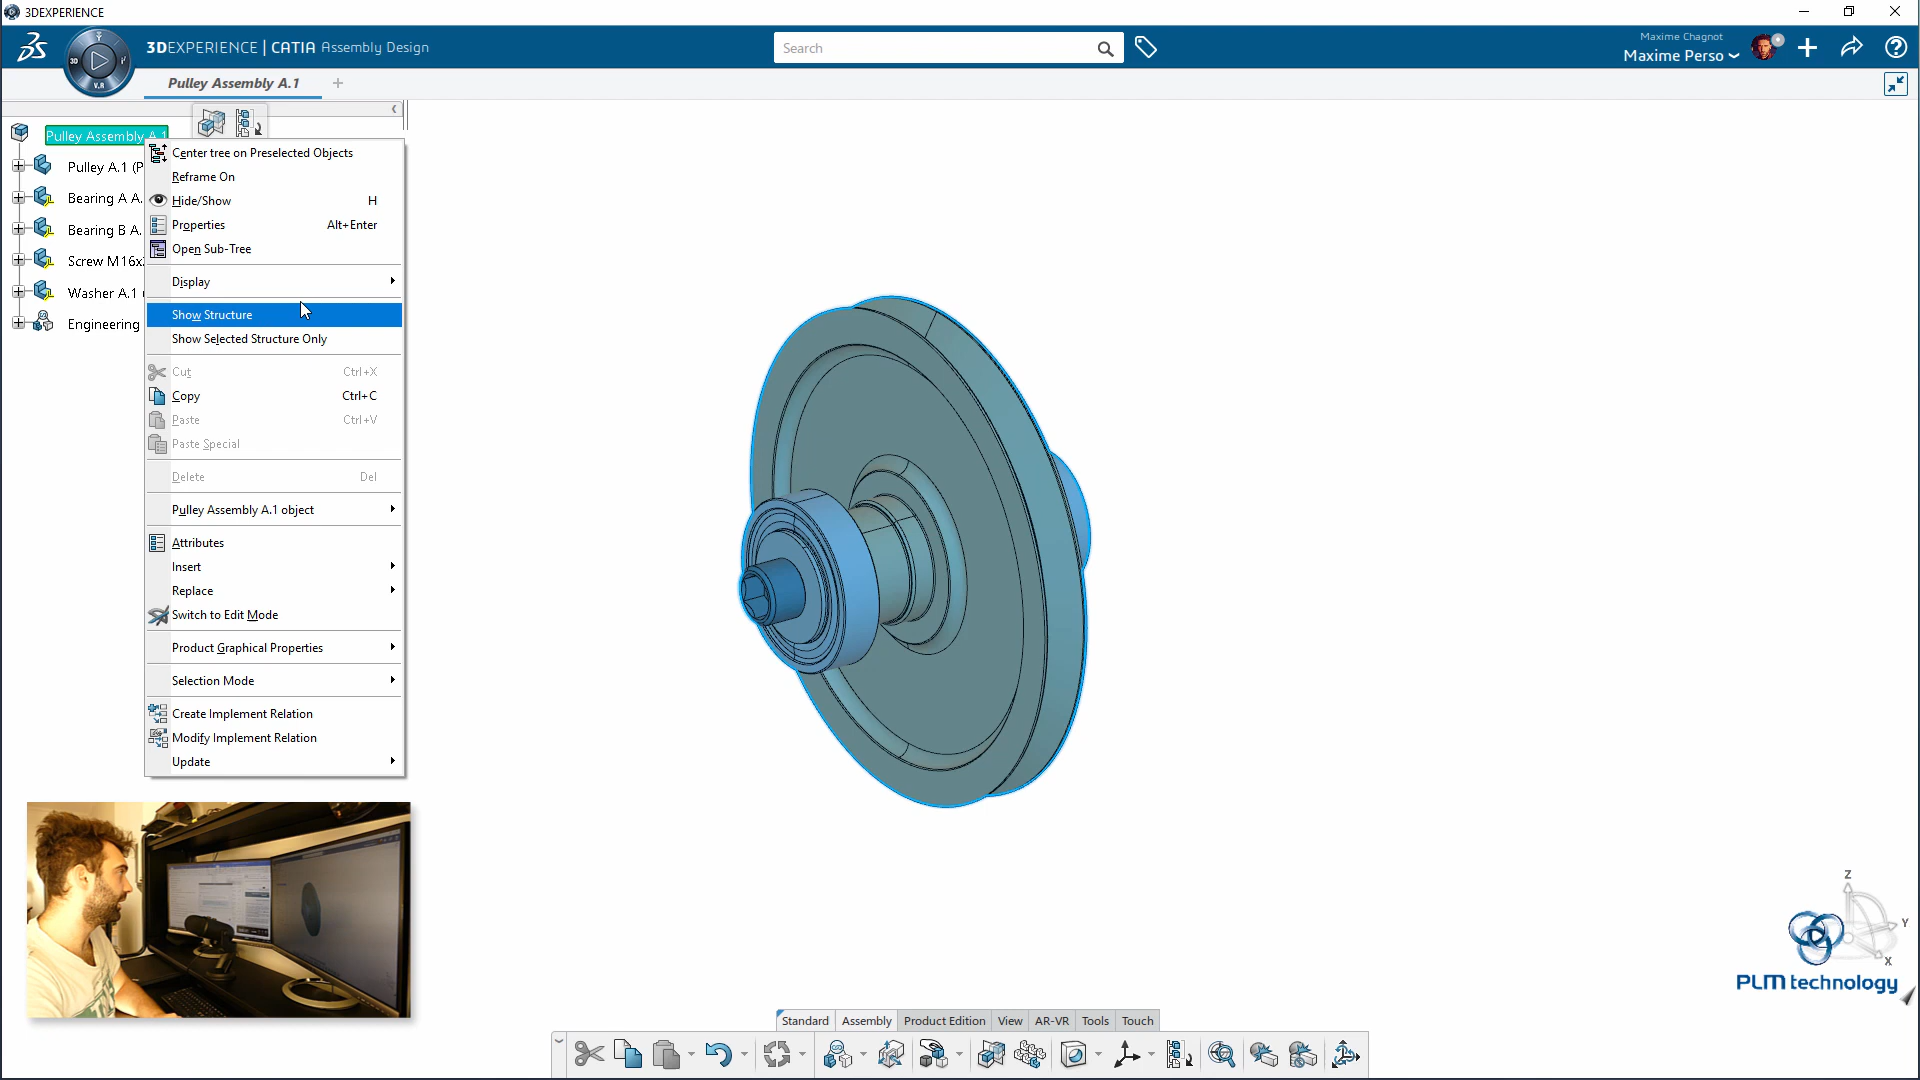 3DEXPERIENCE
3DEXPERIENCE | CATIA Assembly Design
Search
Maxime Chagnot
Maxime Perso
3D
V.R
Pulley Assembly A.1
Pulley Assembly A.1
Pulley A.1 (P
Bearing A A.
Bearing B A.
Screw M16x
Washer A.1
Engineering
Center tree on Preselected Objects
Reframe On
Hide/Show H
Properties Alt+Enter
Open Sub-Tree
Display
Show Structure
Show Selected Structure Only
Cut Ctrl+X
Copy Ctrl+C
Paste Ctrl+V
Paste Special
Delete Del
Pulley Assembly A.1 object
Attributes
Insert
Replace
Switch to Edit Mode
Product Graphical Properties
Selection Mode
Create Implement Relation
Modify Implement Relation
Update
Z
Y
X
PLM technology
Standard Assembly Product Edition View AR-VR Tools Touch